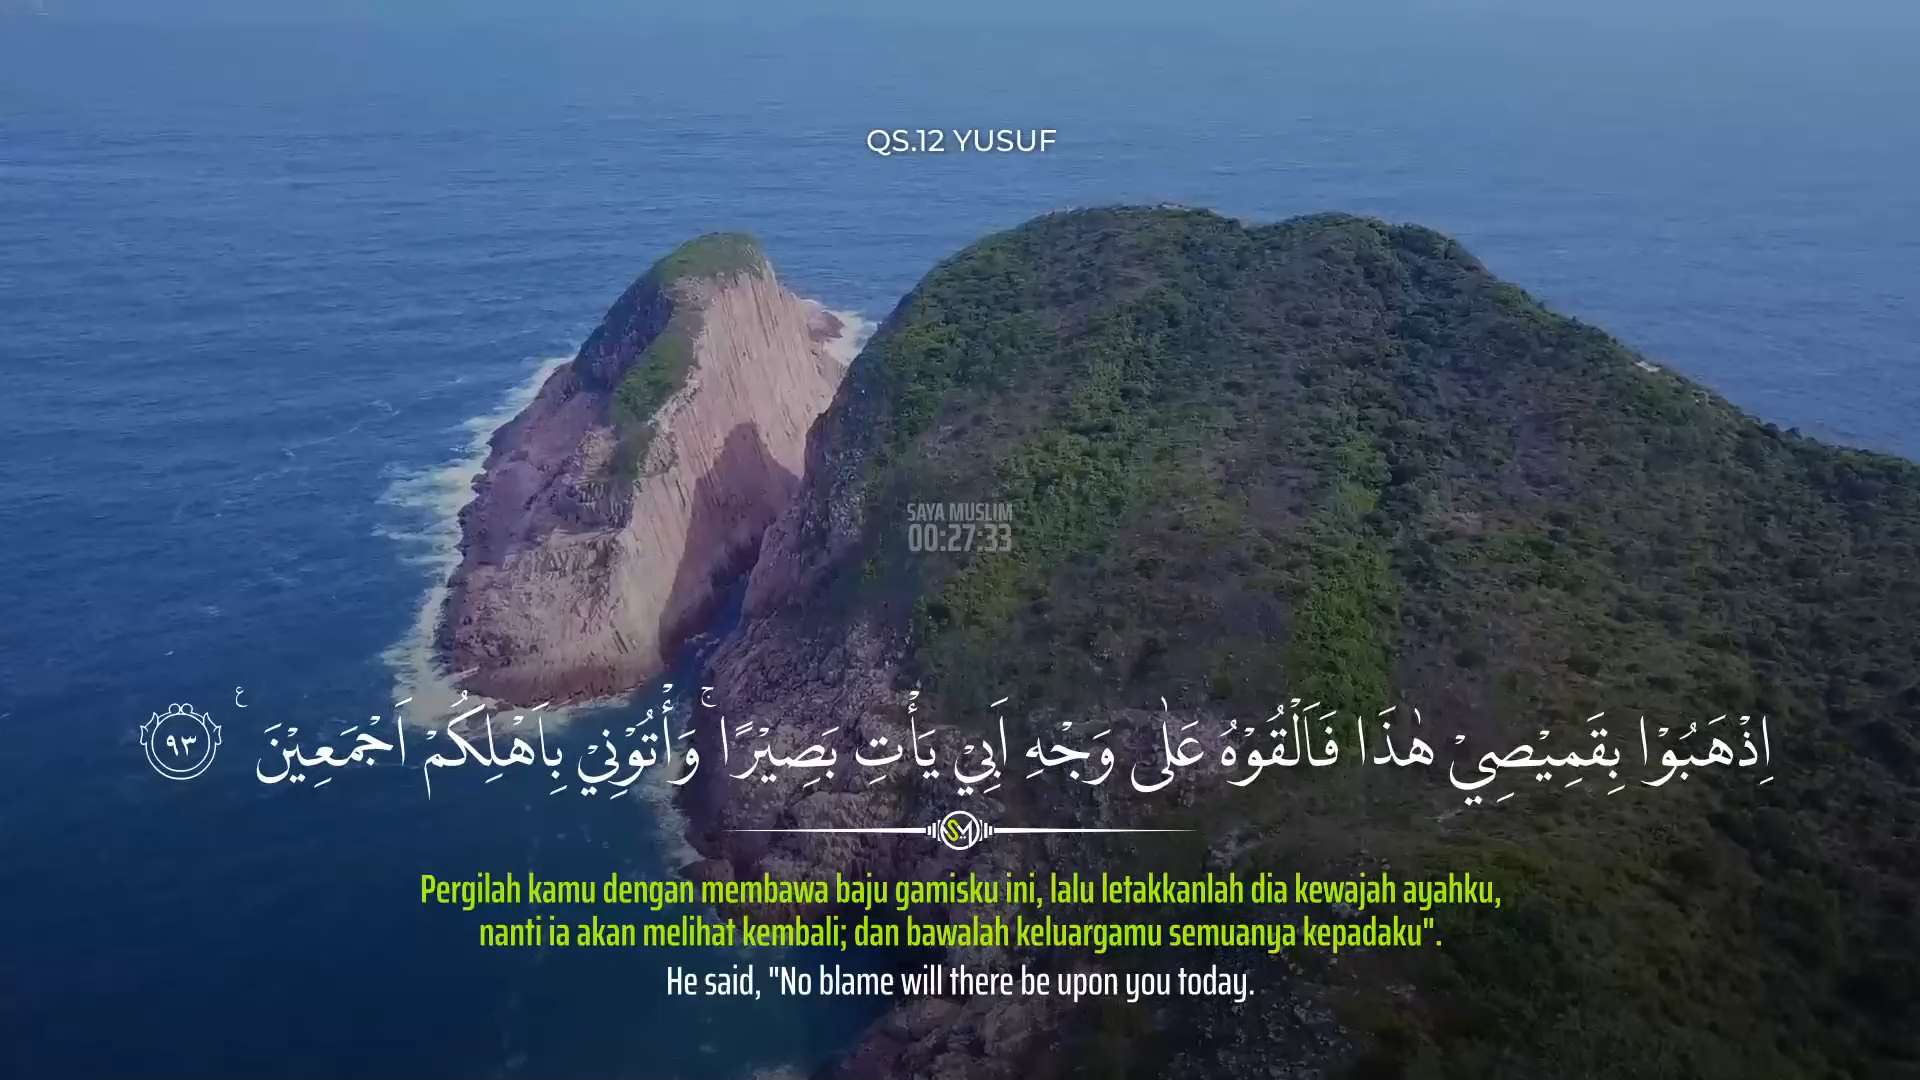 QS.12 YUSUF
SAYA MUSLIM
00:27:33
اِذْهَبُوْا بِقَمِيْصِيْ هٰذَا فَاَلْقُوْهُ عَلٰى وَجْهِ اَبِيْ يَأْتِ بَصِيْرًاۚ وَأْتُوْنِيْ بِاَهْلِكُمْ اَجْمَعِيْنَ ࣖ ٩٣
SM
Pergilah kamu dengan membawa baju gamisku ini, lalu letakkanlah dia kewajah ayahku,
nanti ia akan melihat kembali; dan bawalah keluargamu semuanya kepadaku".
He said, "No blame will there be upon you today.